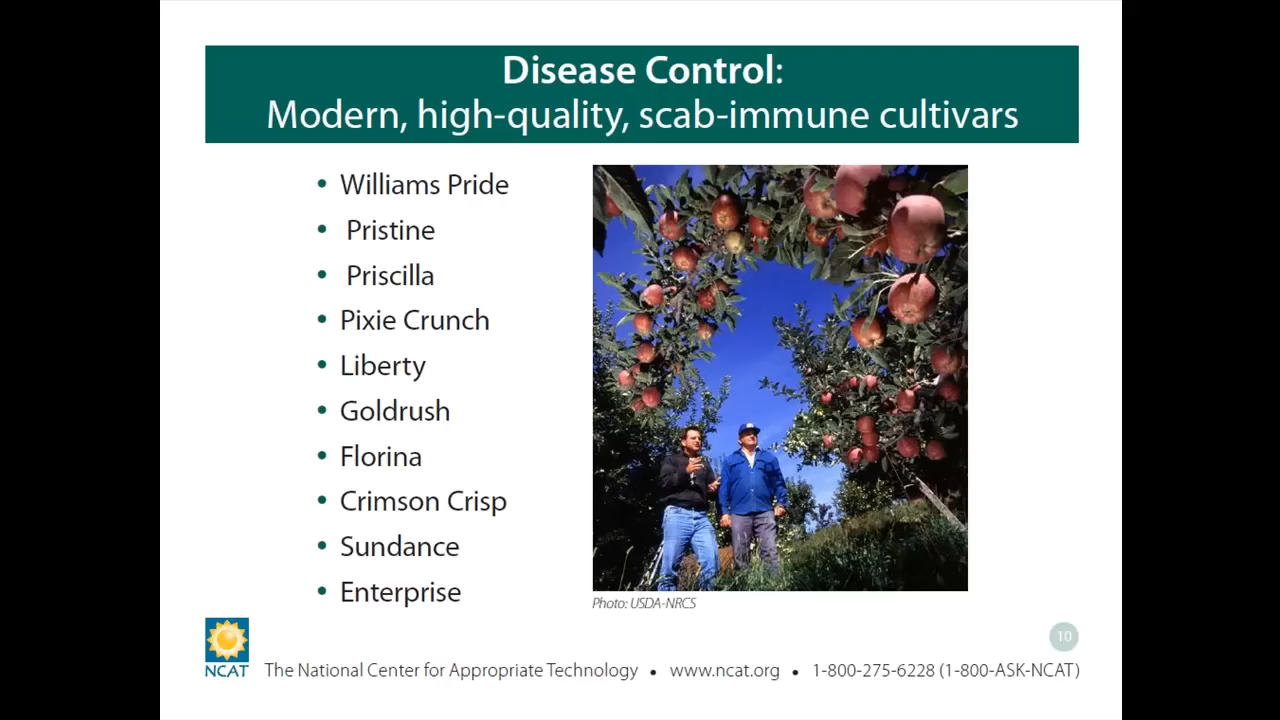 Disease Control:
Modern, high-quality, scab-immune cultivars
• Williams Pride
• Pristine
• Priscilla
• Pixie Crunch
• Liberty
• Goldrush
• Florina
• Crimson Crisp
• Sundance
• Enterprise
Photo: USDA-NRCS
10
NCAT
The National Center for Appropriate Technology • www.ncat.org • 1-800-275-6228 (1-800-ASK-NCAT)